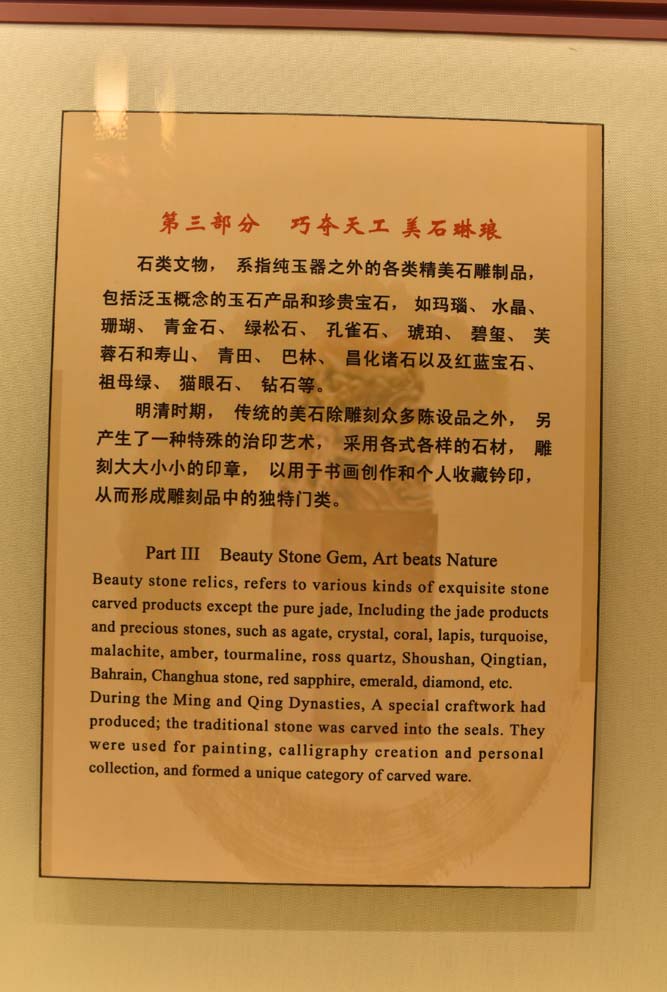 第三部分 巧夺天工 美石琳琅
石类文物， 系指纯玉器之外的各类精美石雕制品，
包括泛玉概念的玉石产品和珍贵宝石， 如玛瑙、 水晶、
珊瑚、 青金石、 绿松石、 孔雀石、 琥珀、 碧玺、 芙
蓉石和寿山、 青田、 巴林、 昌化诸石以及红蓝宝石、
祖母绿、 猫眼石、 钻石等。
明清时期， 传统的美石除雕刻众多陈设品之外， 另
产生了一种特殊的治印艺术， 采用各式各样的石材， 雕
刻大大小小的印章， 以用于书画创作和个人收藏钤印，
从而形成雕刻品中的独特门类。
Part III Beauty Stone Gem, Art beats Nature
Beauty stone relics, refers to various kinds of exquisite stone
carved products except the pure jade, Including the jade products
and precious stones, such as agate, crystal, coral, lapis, turquoise,
malachite, amber, tourmaline, ross quartz, Shoushan, Qingtian,
Bahrain, Changhua stone, red sapphire, emerald, diamond, etc.
During the Ming and Qing Dynasties, A special craftwork had
produced; the traditional stone was carved into the seals. They
were used for painting, calligraphy creation and personal
collection, and formed a unique category of carved ware.